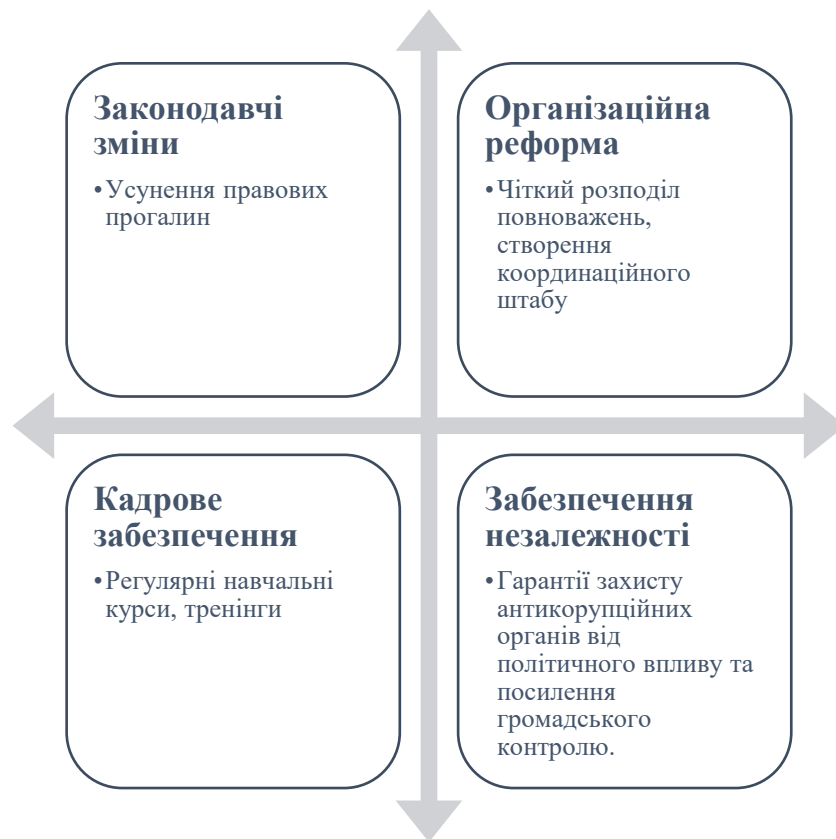 Законодавчі
зміни
•Усунення правових
прогалин
Організаційна
реформа
•Чіткий розподіл
повноважень,
створення
координаційного
штабу
Кадрове
забезпечення
•Регулярні навчальні
курси, тренінги
Забезпечення
незалежності
•Гарантії захисту
антикорупційних
органів від
політичного впливу та
посилення
громадського
контролю.